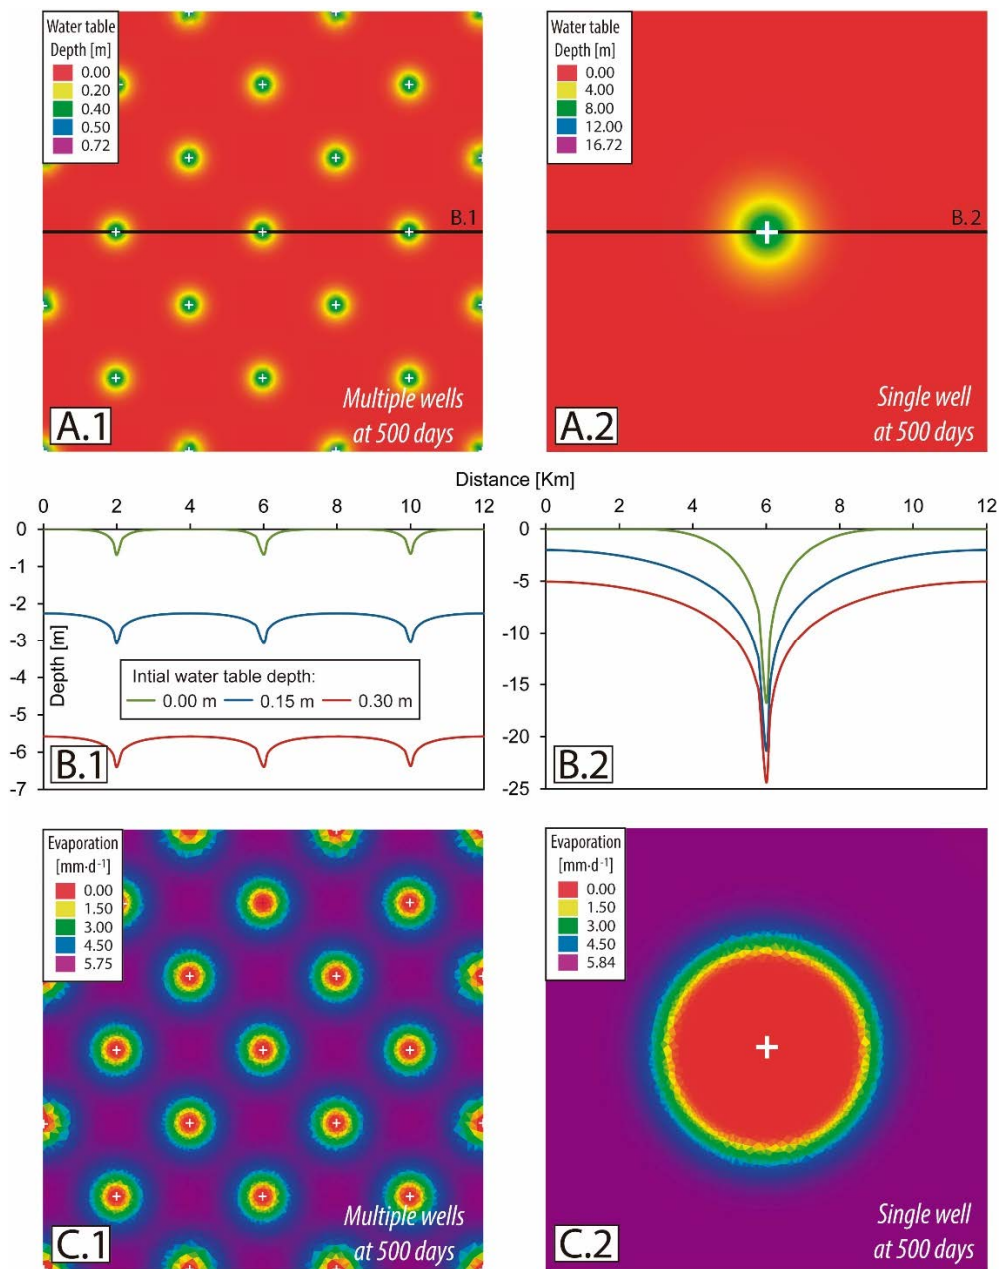 Water table
Depth [m]
0.00
0.20
0.40
0.50
0.72
B.1
A.1
Multiple wells
at 500 days
Water table
Depth [m]
0.00
4.00
8.00
12.00
16.72
B.2
A.2
Single well
at 500 days
Distance [Km]
0 2 4 6 8 10 12
0
-1
-2
-3
-4
-5
-6
-7
Depth [m]
Intial water table depth:
0.00 m 0.15 m 0.30 m
B.1
0 2 4 6 8 10 12
0
-5
-10
-15
-20
-25
B.2
Evaporation
[mm·d⁻¹]
0.00
1.50
3.00
4.50
5.75
C.1
Multiple wells
at 500 days
Evaporation
[mm·d⁻¹]
0.00
1.50
3.00
4.50
5.84
C.2
Single well
at 500 days